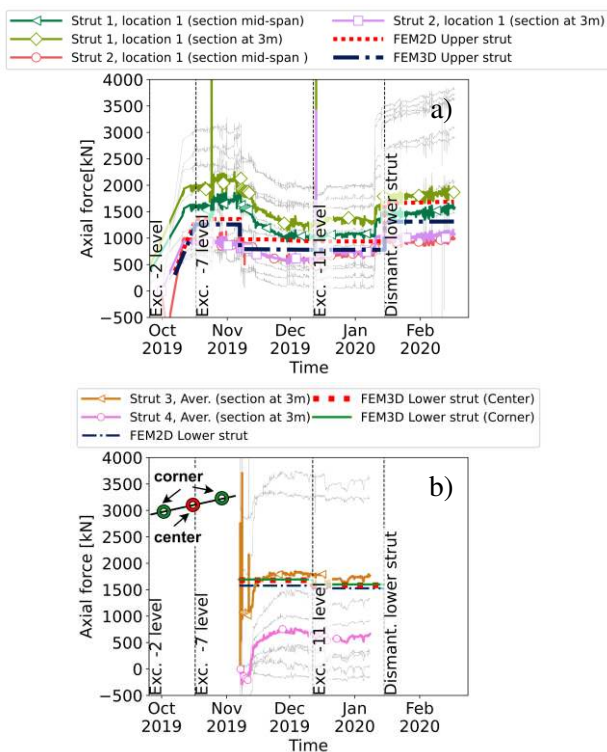 Strut 1, location 1 (section mid-span)
Strut 2, location 1 (section at 3m)
Strut 1, location 1 (section at 3m)
FEM2D Upper strut
Strut 2, location 1 (section mid-span )
FEM3D Upper strut
a)
Axial force[kN]
4000
3500
3000
2500
2000
1500
1000
500
0
−500
Exc. -2 level
Exc. -7 level
Exc. -11 level
Dismant. lower strut
Oct
2019
Nov
2019
Dec
2019
Jan
2020
Feb
2020
Time
Strut 3, Aver. (section at 3m)
FEM3D Lower strut (Center)
Strut 4, Aver. (section at 3m)
FEM3D Lower strut (Corner)
FEM2D Lower strut
b)
corner
center
Axial force [kN]
4000
3500
3000
2500
2000
1500
1000
500
0
−500
Exc. -2 level
Exc. -7 level
Exc. -11 level
Dismant. lower strut
Oct
2019
Nov
2019
Dec
2019
Jan
2020
Feb
2020
Time